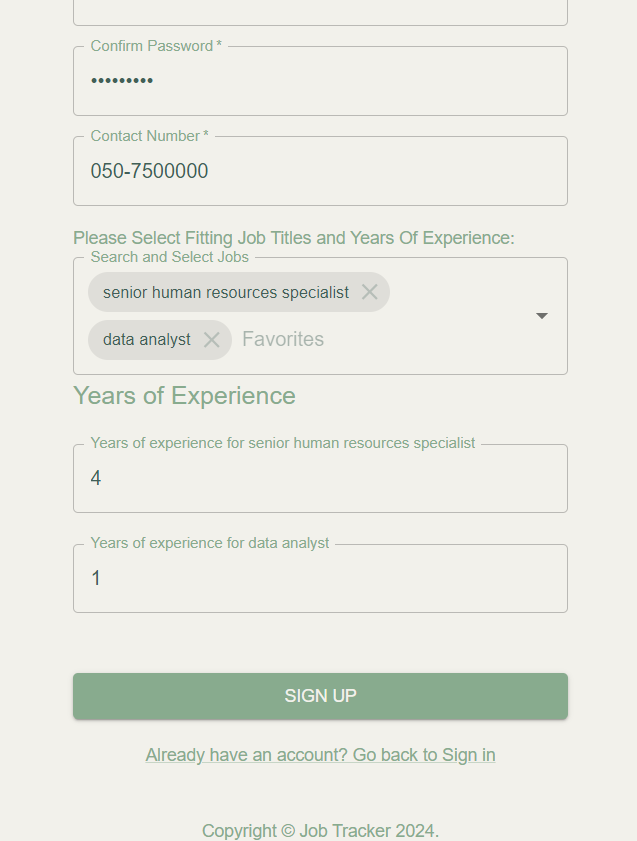 Confirm Password *
•••••••••
Contact Number *
050-7500000
Please Select Fitting Job Titles and Years Of Experience:
Search and Select Jobs
senior human resources specialist
data analyst Favorites
Years of Experience
Years of experience for senior human resources specialist
4
Years of experience for data analyst
1
SIGN UP
Already have an account? Go back to Sign in
Copyright © Job Tracker 2024.